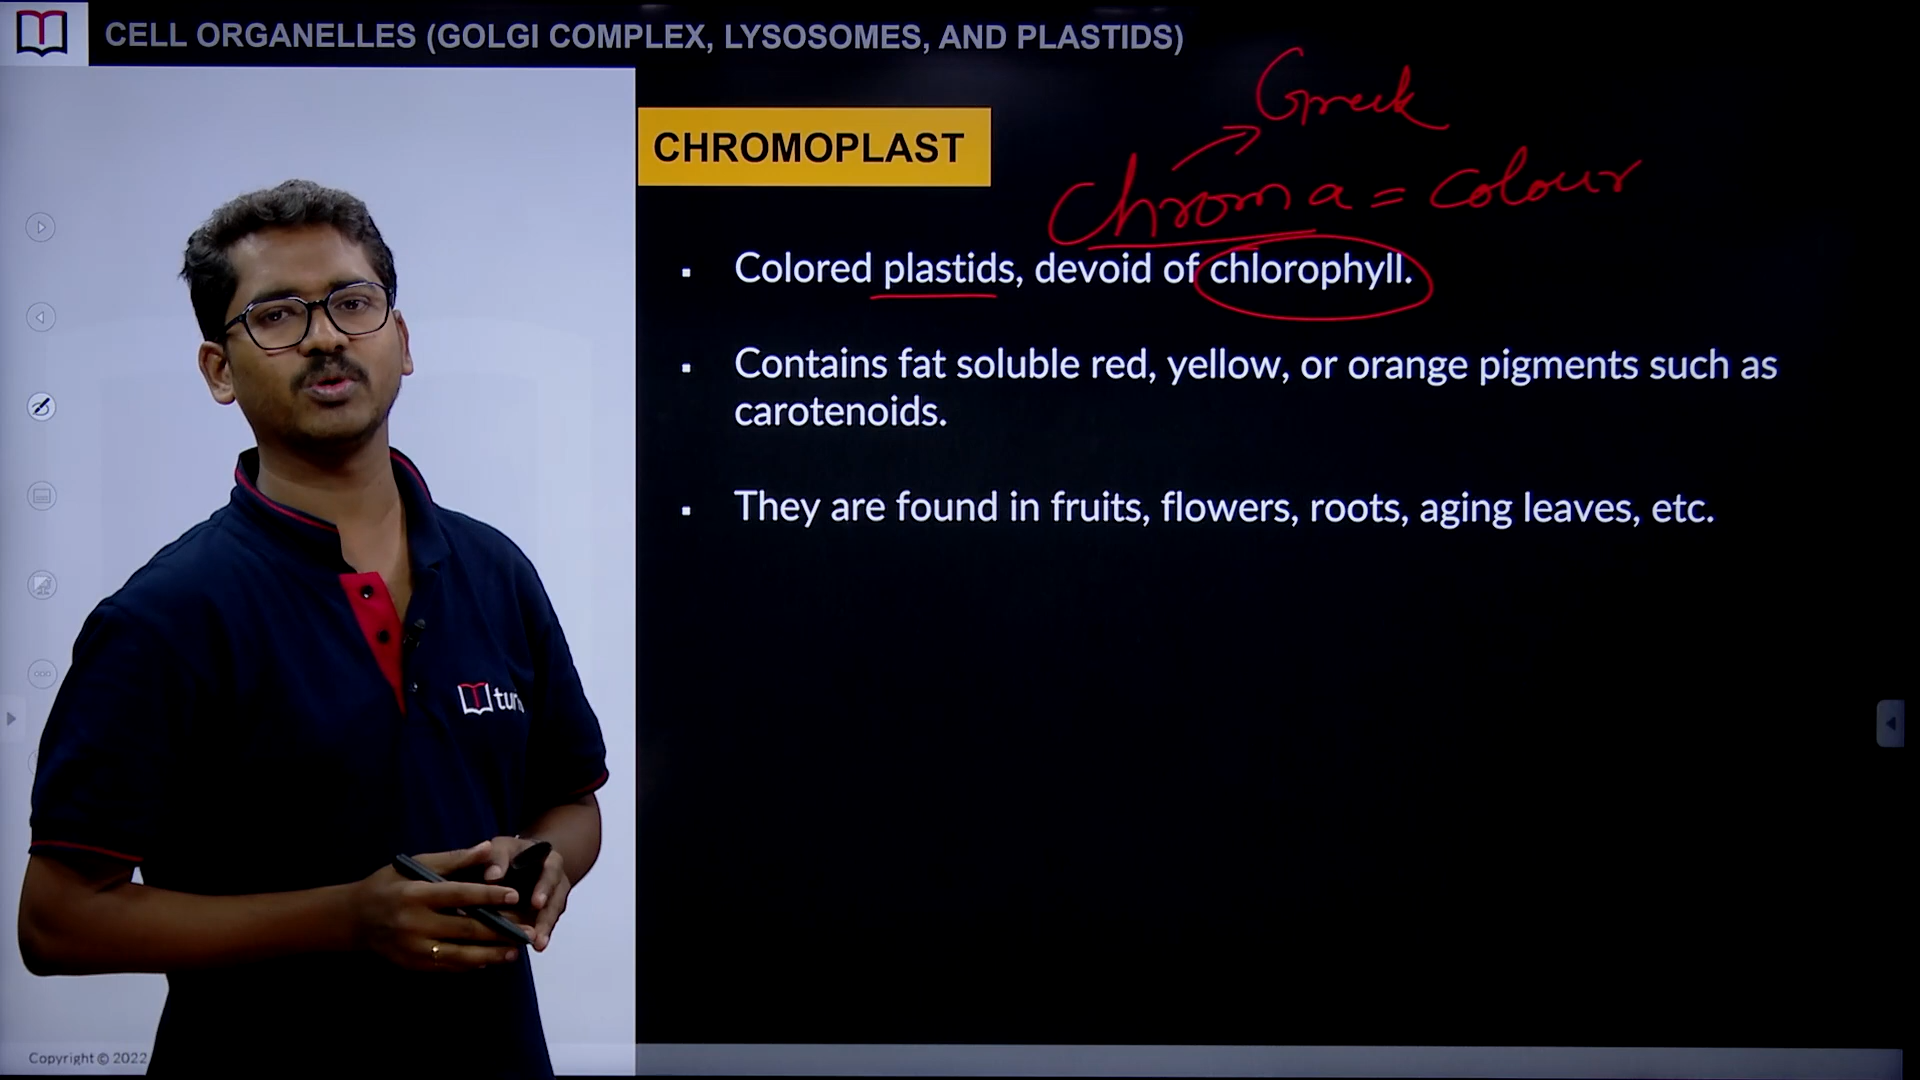 CELL ORGANELLES (GOLGI COMPLEX, LYSOSOMES, AND PLASTIDS)
Greek
CHROMOPLAST
Chroma = colour
▪ Colored plastids, devoid of chlorophyll.
▪ Contains fat soluble red, yellow, or orange pigments such as
carotenoids.
▪ They are found in fruits, flowers, roots, aging leaves, etc.
Copyright © 2022